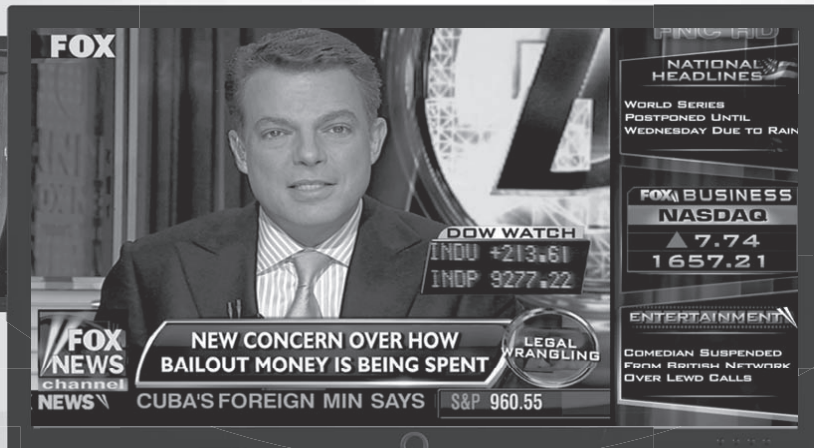 FOX
FNC HD
NATIONAL
HEADLINES
WORLD SERIES
POSTPONED UNTIL
WEDNESDAY DUE TO RAIN
FOX BUSINESS
NASDAQ
▲ 7.74
1657.21
DOW WATCH
INDU +213.61
INDP 9277.22
ENTERTAINMENT
COMEDIAN SUSPENDED
FROM BRITISH NETWORK
OVER LEWD CALLS
FOX
NEWS
channel
NEW CONCERN OVER HOW
BAILOUT MONEY IS BEING SPENT
LEGAL
WRANGLING
NEWS
CUBA'S FOREIGN MIN SAYS
S&P 960.55